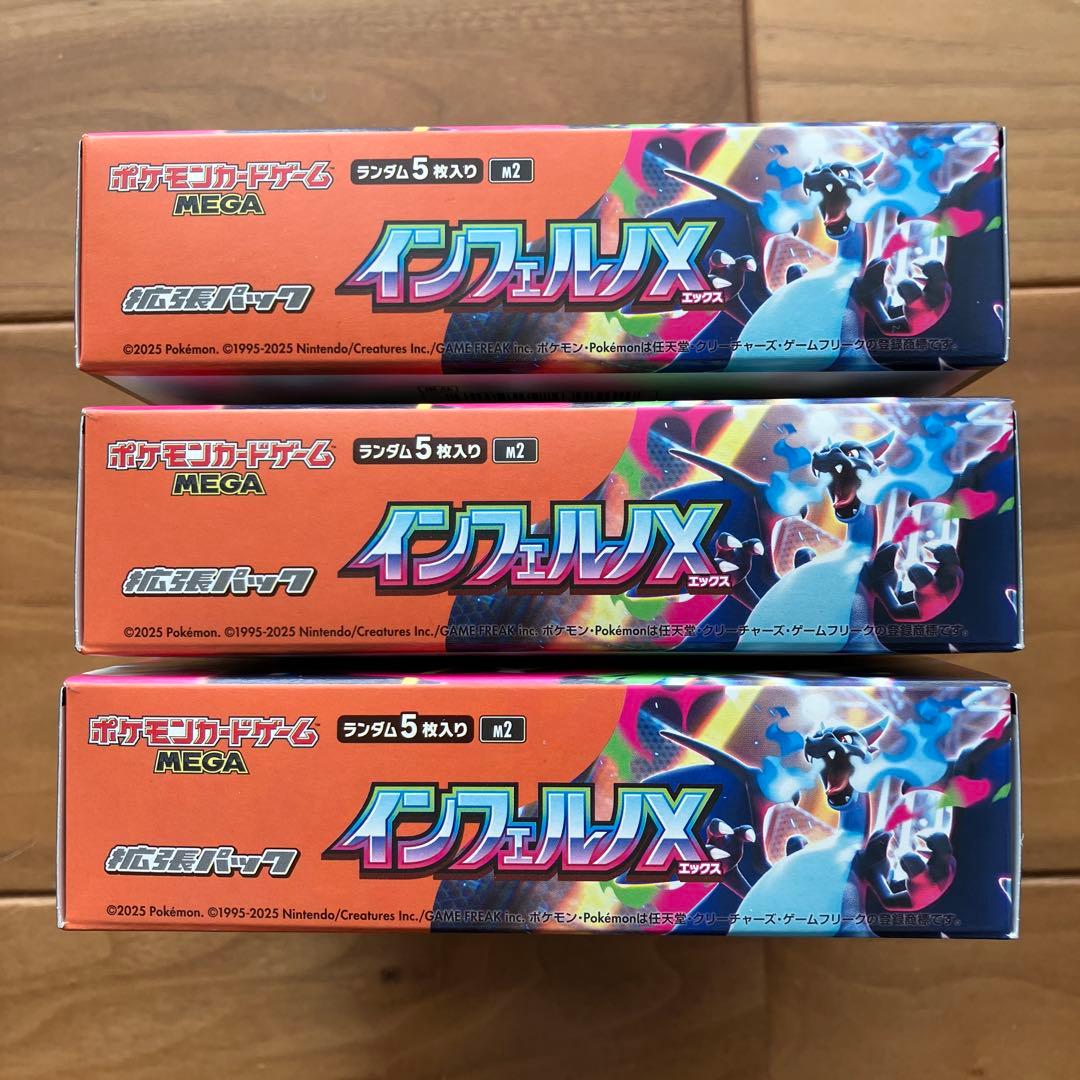 ポケモンカードゲーム
MEGA
ランダム5枚入り M2
インフェルノX
エックス
拡張パック
©2025 Pokémon. ©1995-2025 Nintendo/Creatures Inc./GAME FREAK inc. ポケモン・Pokémonは任天堂・クリーチャーズ・ゲームフリークの登録商標です。
ポケモンカードゲーム
MEGA
ランダム5枚入り M2
インフェルノX
エックス
拡張パック
©2025 Pokémon. ©1995-2025 Nintendo/Creatures Inc./GAME FREAK inc. ポケモン・Pokémonは任天堂・クリーチャーズ・ゲームフリークの登録商標です。
ポケモンカードゲーム
MEGA
ランダム5枚入り M2
インフェルノX
エックス
拡張パック
©2025 Pokémon. ©1995-2025 Nintendo/Creatures Inc./GAME FREAK inc. ポケモン・Pokémonは任天堂・クリーチャーズ・ゲームフリークの登録商標です。